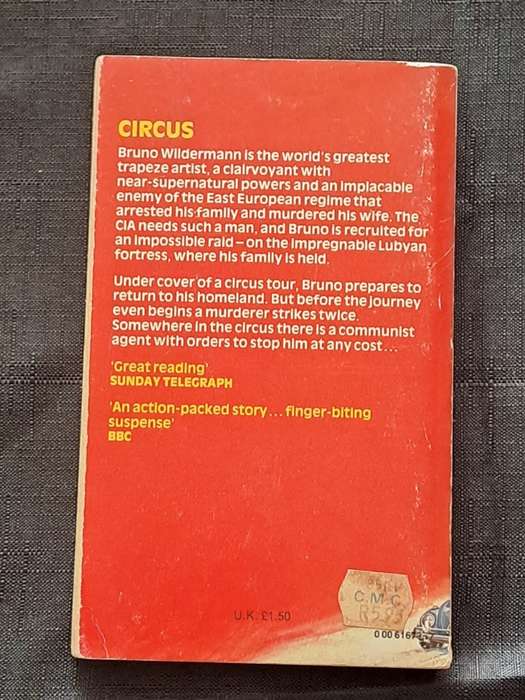 CIRCUS
Bruno Wildermann is the world's greatest
trapeze artist, a clairvoyant with
near-supernatural powers and an implacable
enemy of the East European regime that
arrested his family and murdered his wife. The
CIA needs such a man, and Bruno is recruited for
an impossible raid – on the impregnable Lubyan
fortress, where his family is held.
Under cover of a circus tour, Bruno prepares to
return to his homeland. But before the journey
even begins a murderer strikes twice.
Somewhere in the circus there is a communist
agent with orders to stop him at any cost...
'Great reading'
SUNDAY TELEGRAPH
'An action-packed story... finger-biting
suspense'
BBC
C.M.C.
U.K. £1.50